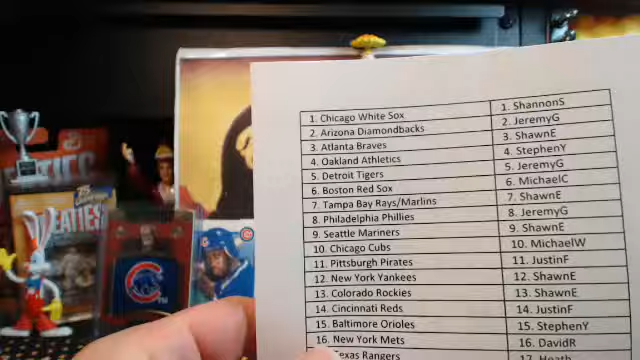 1. Chicago White Sox 1. ShannonS
2. Arizona Diamondbacks 2. JeremyG
3. Atlanta Braves 3. ShawnE
4. Oakland Athletics 4. StephenY
5. Detroit Tigers 5. JeremyG
6. Boston Red Sox 6. MichaelC
7. Tampa Bay Rays/Marlins 7. ShawnE
8. Philadelphia Phillies 8. JeremyG
9. Seattle Mariners 9. ShawnE
10. Chicago Cubs 10. MichaelW
11. Pittsburgh Pirates 11. JustinF
12. New York Yankees 12. ShawnE
13. Colorado Rockies 13. ShawnE
14. Cincinnati Reds 14. JustinF
15. Baltimore Orioles 15. StephenY
16. New York Mets 16. DavidR
Texas Rangers 17. Heath
WHEATIES